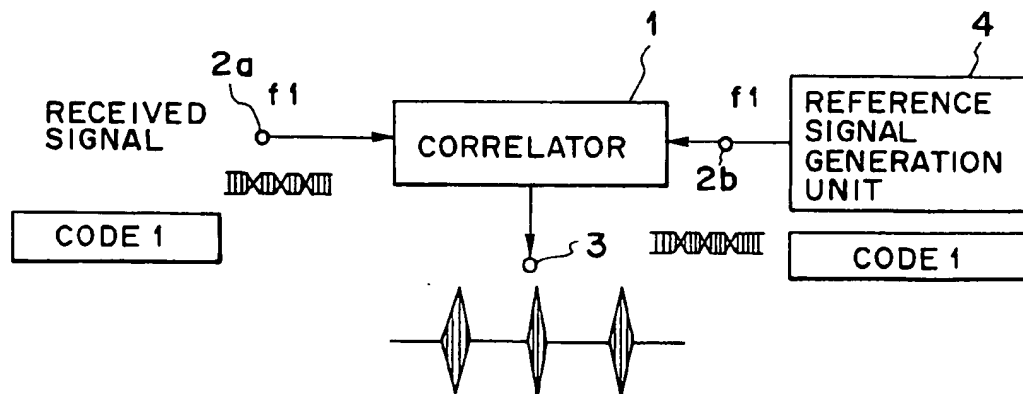 1
4
2a
f1
f1
RECEIVED
SIGNAL
CORRELATOR
2b
REFERENCE
SIGNAL
GENERATION
UNIT
CODE 1
3
CODE 1